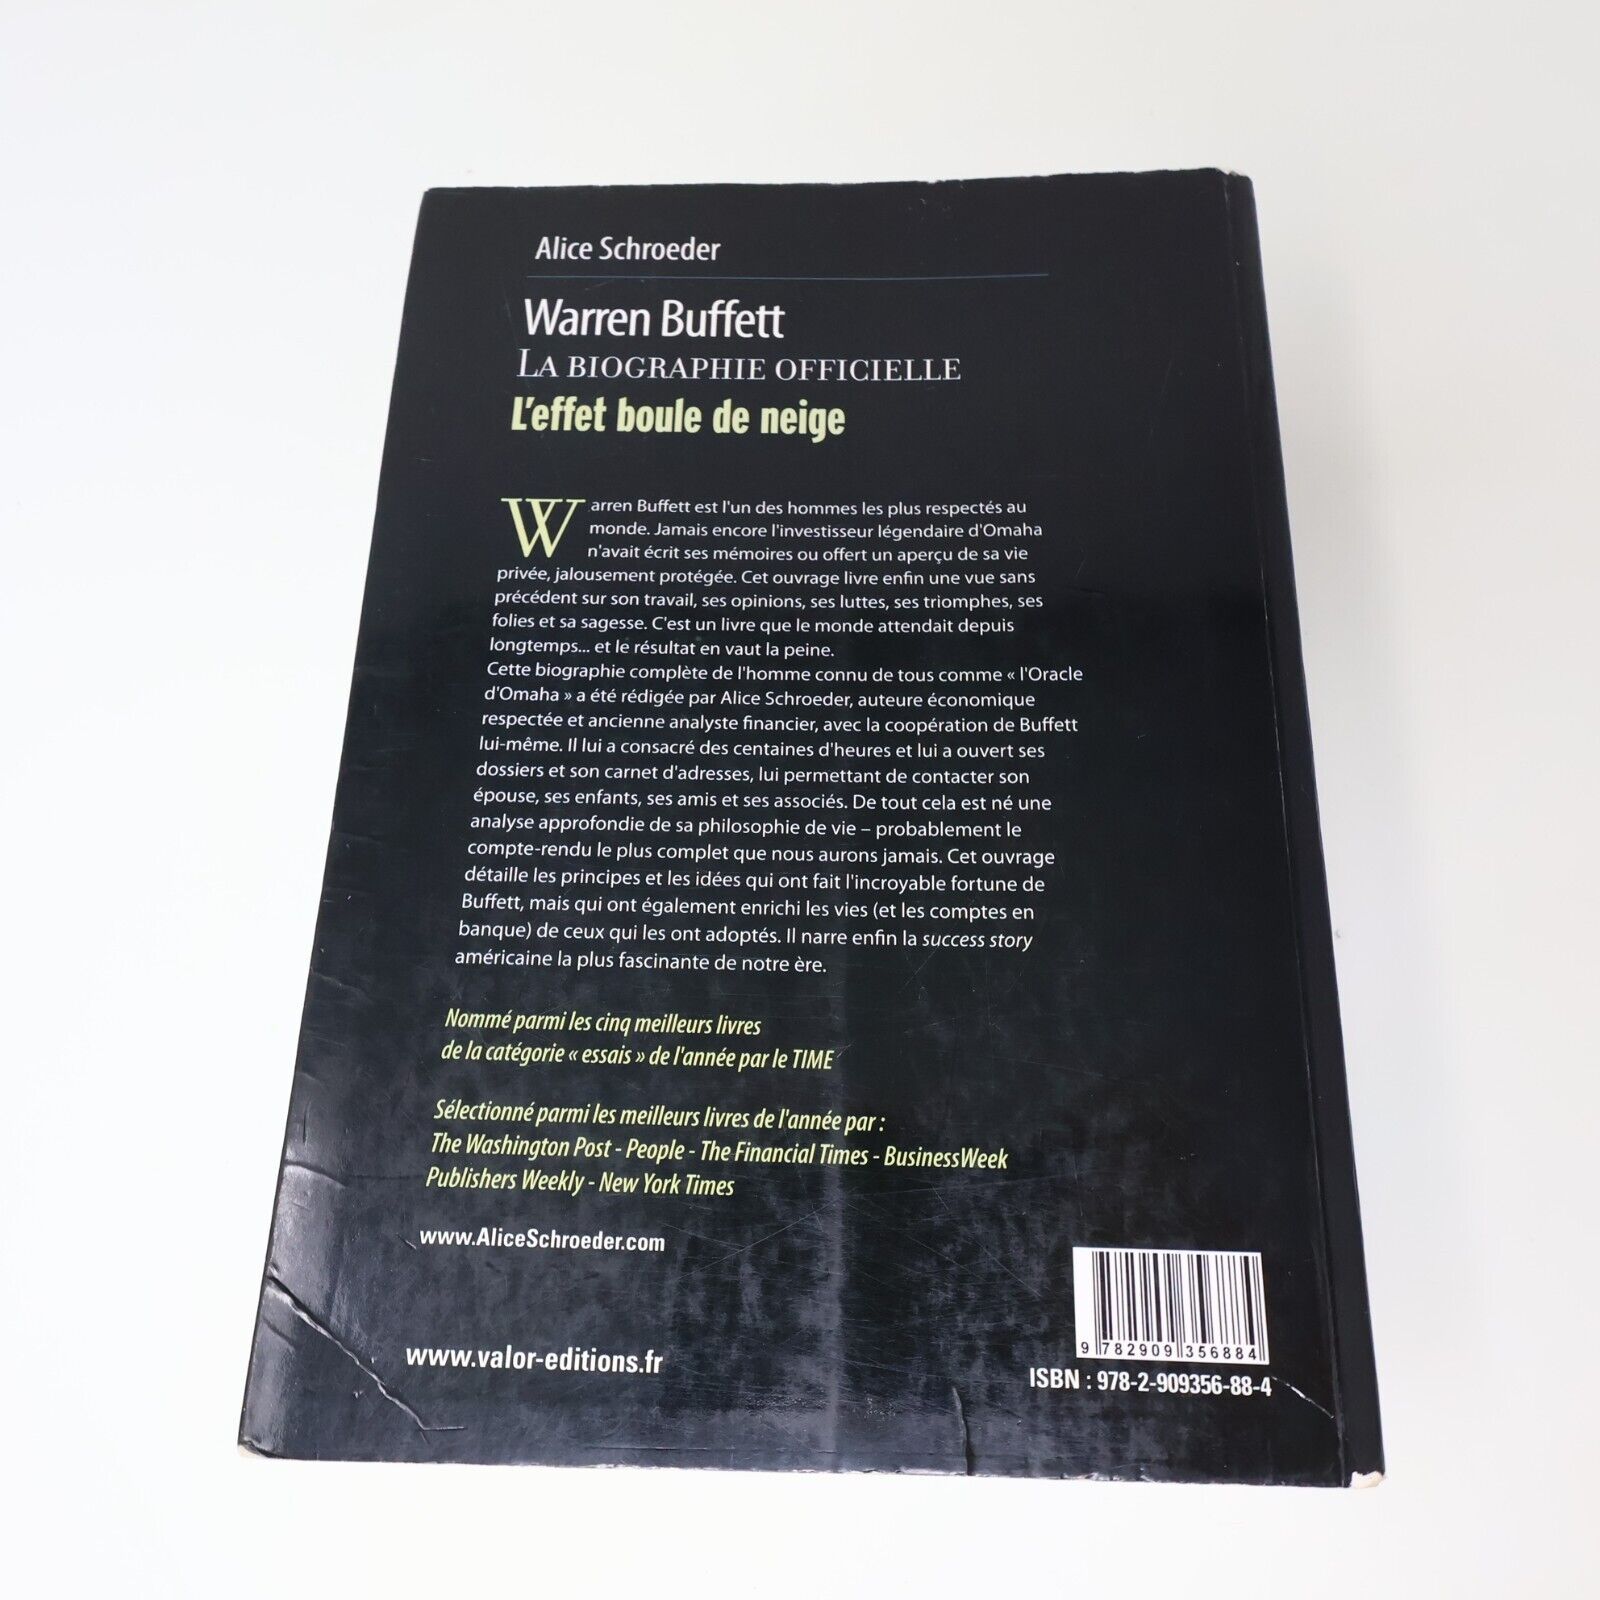 Alice Schroeder
Warren Buffett
LA BIOGRAPHIE OFFICIELLE
L'effet boule de neige
Warren Buffett est l'un des hommes les plus respectés au
monde. Jamais encore l'investisseur légendaire d'Omaha
n'avait écrit ses mémoires ou offert un aperçu de sa vie
privée, jalousement protégée. Cet ouvrage livre enfin une vue sans
précédent sur son travail, ses opinions, ses luttes, ses triomphes, ses
folies et sa sagesse. C'est un livre que le monde attendait depuis
longtemps... et le résultat en vaut la peine.
Cette biographie complète de l'homme connu de tous comme « l'Oracle
d'Omaha » a été rédigée par Alice Schroeder, auteure économique
respectée et ancienne analyste financier, avec la coopération de Buffett
lui-même. Il lui a consacré des centaines d'heures et lui a ouvert ses
dossiers et son carnet d'adresses, lui permettant de contacter son
épouse, ses enfants, ses amis et ses associés. De tout cela est né une
analyse approfondie de sa philosophie de vie – probablement le
compte-rendu le plus complet que nous aurons jamais. Cet ouvrage
détaille les principes et les idées qui ont fait l'incroyable fortune de
Buffett, mais qui ont également enrichi les vies (et les comptes en
banque) de ceux qui les ont adoptés. Il narre enfin la success story
américaine la plus fascinante de notre ère.
Nommé parmi les cinq meilleurs livres
de la catégorie « essais » de l'année par le TIME
Sélectionné parmi les meilleurs livres de l'année par :
The Washington Post - People - The Financial Times - BusinessWeek
Publishers Weekly - New York Times
www.AliceSchroeder.com
www.valor-editions.fr
9 782909 356884
ISBN : 978-2-909356-88-4